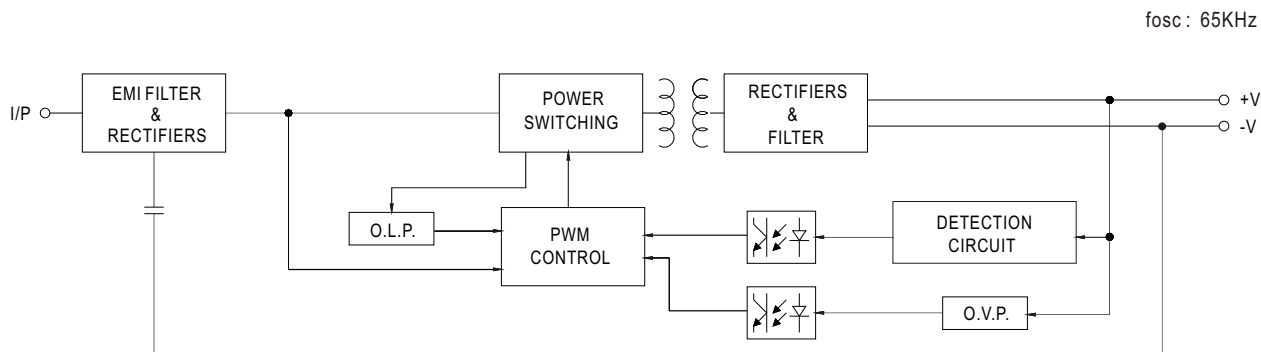 fosc : 65KHz
I/P
EMI FILTER
&
RECTIFIERS
POWER
SWITCHING
RECTIFIERS
&
FILTER
+V
-V
O.L.P.
PWM
CONTROL
DETECTION
CIRCUIT
O.V.P.